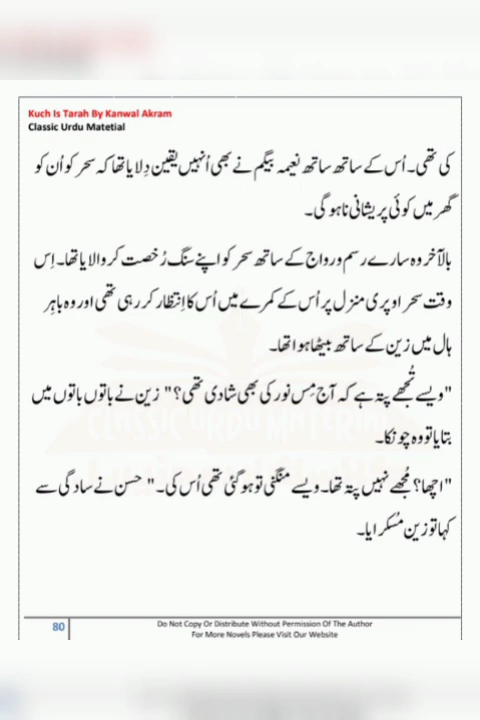 Kuch Is Tarah By Kanwal Akram
Classic Urdu Matetial
کی تھی۔ اُس کے ساتھ ساتھ نعیمہ بیگم نے بھی اُنہیں یقین دِلایا تھا کہ سحر کو اُن کو
گھر میں کوئی پریشانی نا ہو گی۔
بالآخر وہ سارے رسم و رواج کے ساتھ سحر کو اپنے سنگ رُخصت کروا لایا تھا۔ اِس
وقت سحر اوپری منزل پر اُس کے کمرے میں اُس کا اِنتظار کر رہی تھی اور وہ باہِر
ہال میں زین کے ساتھ بیٹھا ہوا تھا۔
"ویسے تُجھے پتہ ہے کہ آج مِس نور کی بھی شادی تھی؟" زین نے باتوں باتوں میں
بتایا تو وہ چونکا۔
"اچھا؟ مُجھے نہیں پتہ تھا۔ ویسے منگنی تو ہو گئی تھی اُس کی۔" حسن نے سادگی سے
کہا تو زین مُسکرایا۔
CLASSIC URDU MATERIAL
80
Do Not Copy Or Distribute Without Permission Of The Author
For More Novels Please Visit Our Website